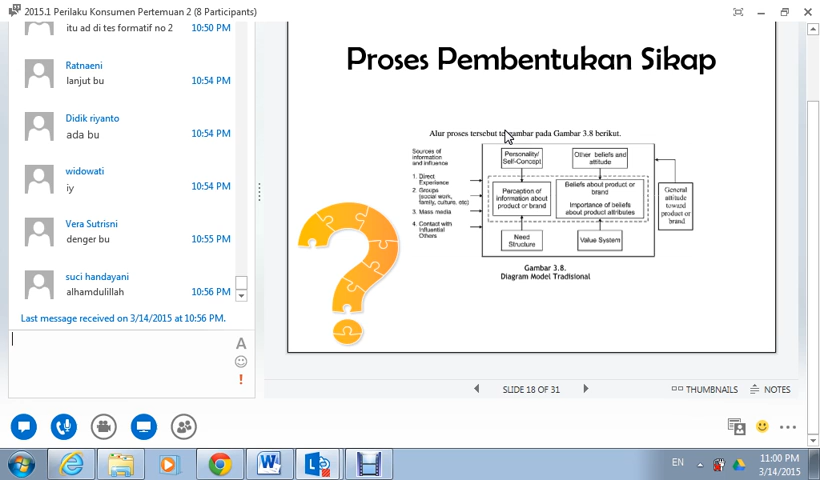 2015.1 Perilaku Konsumen Pertemuan 2 (8 Participants)
itu ad di tes formatif no 2
10:50 PM
Ratnaeni
lanjut bu
10:54 PM
Didik riyanto
ada bu
10:54 PM
widowati
iy
10:54 PM
Vera Sutrisni
denger bu
10:55 PM
suci handayani
alhamdulillah
10:56 PM
Last message received on 3/14/2015 at 10:56 PM.
A
!
Proses Pembentukan Sikap
Alur proses tersebut gambar pada Gambar 3.8 berikut.
Sources of
information
and influence
1. Direct
Experience
2. Groups
(social work,
family, culture, etc)
3. Mass media
4. Contact with
Influential
Others
Personality/
Self-Concept
Other beliefs and
attitude
Perception of
information about
product or brand
Beliefs about product or
brand
Importance of beliefs
about product attributes
Need
Structure
Value System
General
attitude
toward
product or
brand
Gambar 3.8.
Diagram Model Tradisional
SLIDE 18 OF 31
THUMBNAILS
NOTES
EN
11:00 PM
3/14/2015